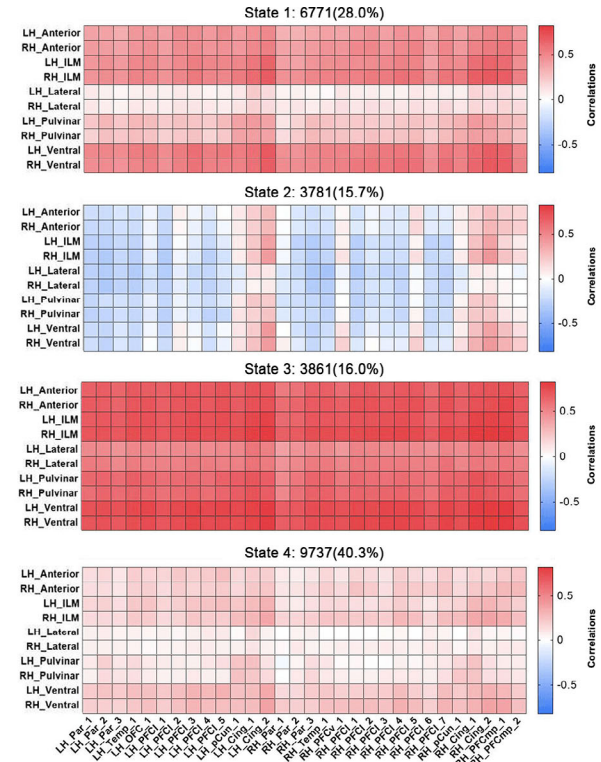 State 1: 6771(28.0%)
LH_Anterior
RH_Anterior
LH_ILM
RH_ILM
LH_Lateral
RH_Lateral
LH_Pulvinar
RH_Pulvinar
LH_Ventral
RH_Ventral
0.5
0
-0.5
Correlations
State 2: 3781(15.7%)
LH_Anterior
RH_Anterior
LH_ILM
RH_ILM
LH_Lateral
RH_Lateral
LH_Pulvinar
RH_Pulvinar
LH_Ventral
RH_Ventral
0.5
0
-0.5
Correlations
State 3: 3861(16.0%)
LH_Anterior
RH_Anterior
LH_ILM
RH_ILM
LH_Lateral
RH_Lateral
LH_Pulvinar
RH_Pulvinar
LH_Ventral
RH_Ventral
0.5
0
-0.5
Correlations
State 4: 9737(40.3%)
LH_Anterior
RH_Anterior
LH_ILM
RH_ILM
LH_Lateral
RH_Lateral
LH_Pulvinar
RH_Pulvinar
LH_Ventral
RH_Ventral
0.5
0
-0.5
Correlations
LH_Par_1
LH_Par_2
LH_Par_3
LH_Temp_1
LH_OFC_1
LH_PFCl_1
LH_PFCl_2
LH_PFCl_3
LH_PFCl_4
LH_PFCl_5
LH_pCun_1
LH_Cing_1
LH_Cing_2
RH_Par_1
RH_Par_2
RH_Par_3
RH_Temp_1
RH_PFCv_1
RH_PFCl_1
RH_PFCl_2
RH_PFCl_3
RH_PFCl_4
RH_PFCl_5
RH_PFCl_6
RH_PFCl_7
RH_pCun_1
RH_Cing_1
RH_Cing_2
RH_PFCmp_1
RH_PFCmp_2